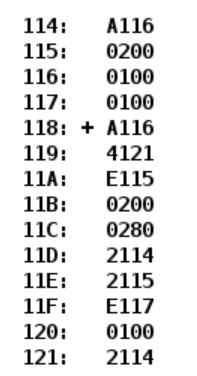 114: A116
115: 0200
116: 0100
117: 0100
118: + A116
119: 4121
11A: E115
11B: 0200
11C: 0280
11D: 2114
11E: 2115
11F: E117
120: 0100
121: 2114